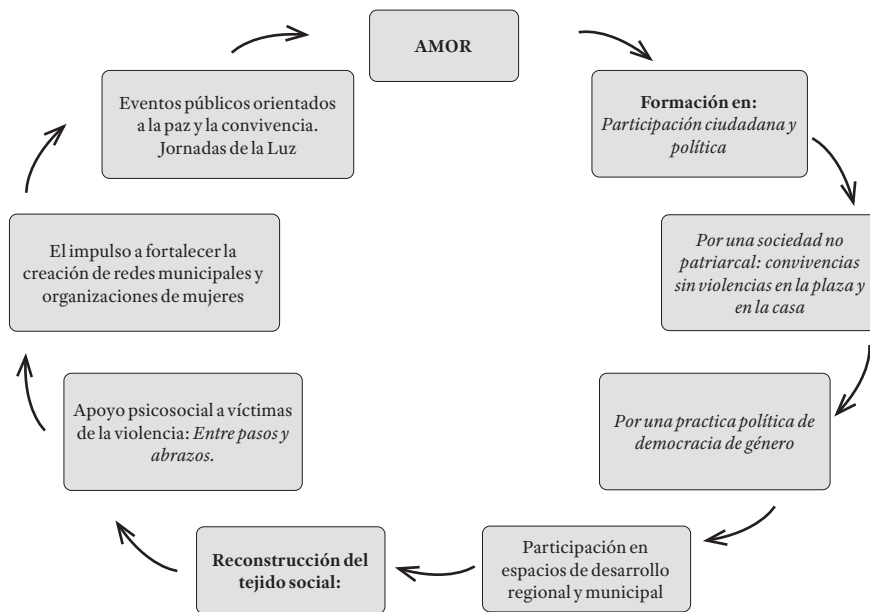 AMOR
Formación en:
Participación ciudadana y
política
Por una sociedad no
patriarcal: convivencias
sin violencias en la plaza y
en la casa
Por una practica política de
democracia de género
Participación en
espacios de desarrollo
regional y municipal
Reconstrucción del
tejido social:
Apoyo psicosocial a víctimas
de la violencia: Entre pasos y
abrazos.
El impulso a fortalecer la
creación de redes municipales y
organizaciones de mujeres
Eventos públicos orientados
a la paz y la convivencia.
Jornadas de la Luz